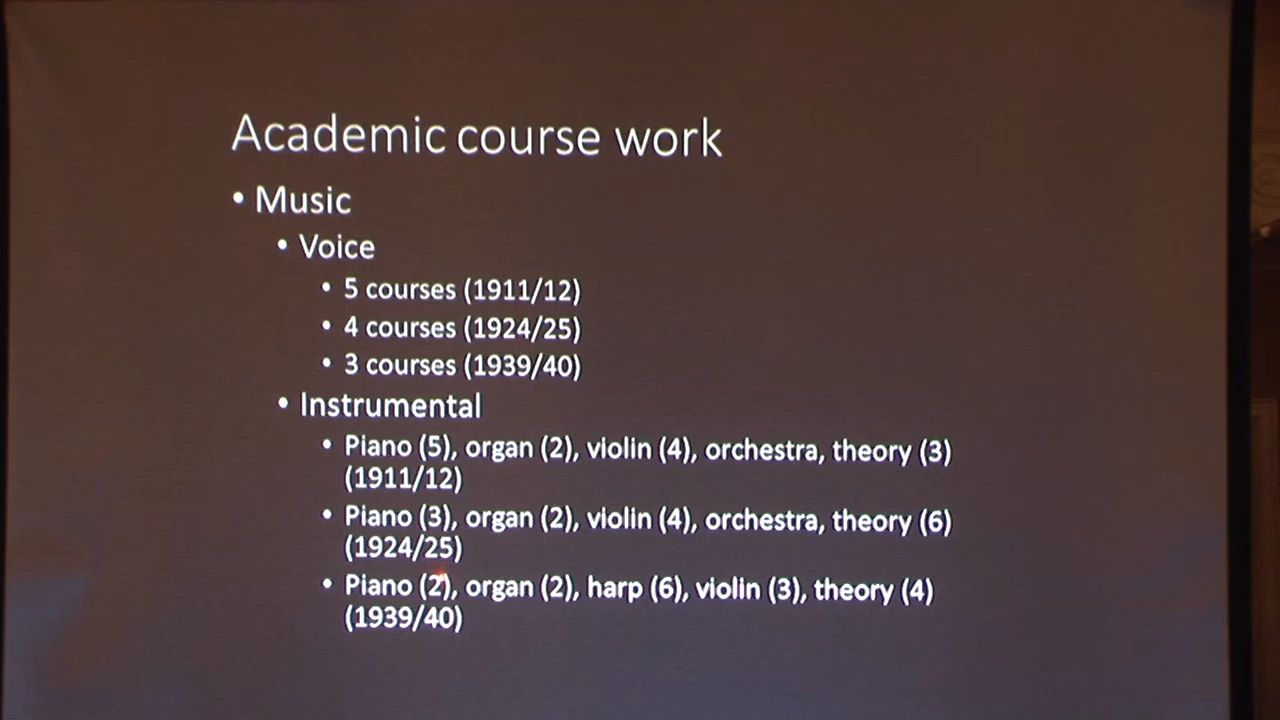 Academic course work
• Music
• Voice
• 5 courses (1911/12)
• 4 courses (1924/25)
• 3 courses (1939/40)
• Instrumental
• Piano (5), organ (2), violin (4), orchestra, theory (3)
(1911/12)
• Piano (3), organ (2), violin (4), orchestra, theory (6)
(1924/25)
• Piano (2), organ (2), harp (6), violin (3), theory (4)
(1939/40)